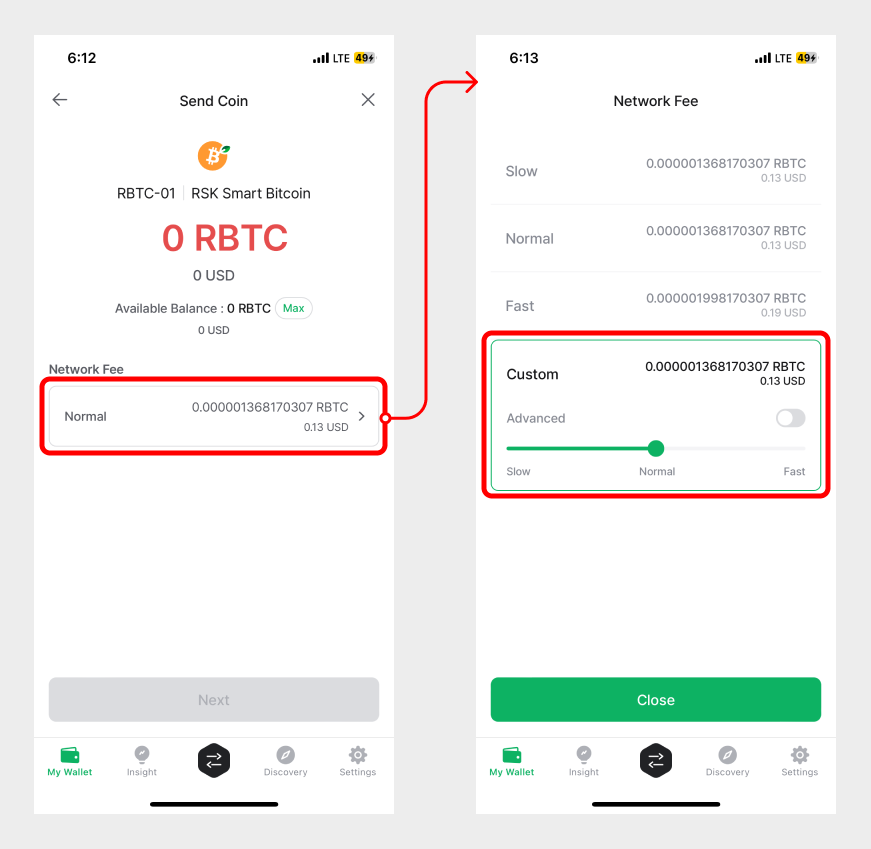 6:12
LTE 49
Send Coin
RBTC-01 RSK Smart Bitcoin
0 RBTC
0 USD
Available Balance : 0 RBTC Max
0 USD
Network Fee
Normal
0.000001368170307 RBTC
0.13 USD
Next
My Wallet Insight Discovery Settings
6:13
LTE 49
Network Fee
Slow
0.000001368170307 RBTC
0.13 USD
Normal
0.000001368170307 RBTC
0.13 USD
Fast
0.000001998170307 RBTC
0.19 USD
Custom
0.000001368170307 RBTC
0.13 USD
Advanced
Slow Normal Fast
Close
My Wallet Insight Discovery Settings